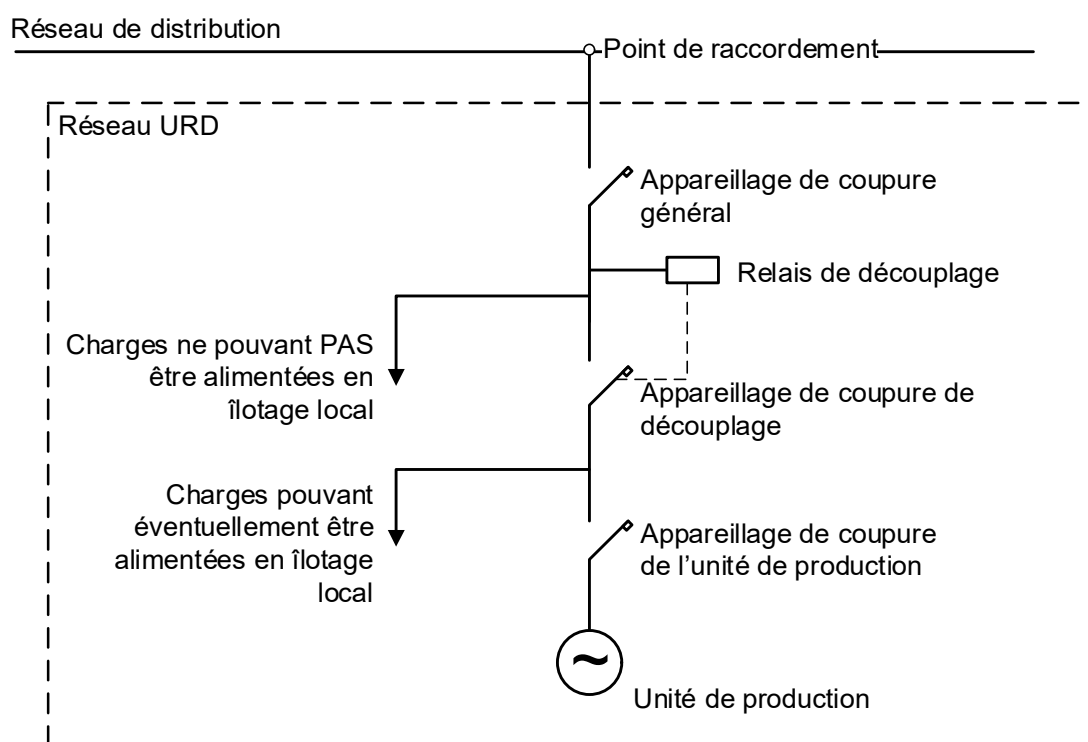 Réseau de distribution
Point de raccordement
Réseau URD
Appareillage de coupure
général
Relais de découplage
Charges ne pouvant PAS
être alimentées en
îlotage local
Appareillage de coupure de
découplage
Charges pouvant
éventuellement être
alimentées en îlotage
local
Appareillage de coupure
de l'unité de production
~
Unité de production